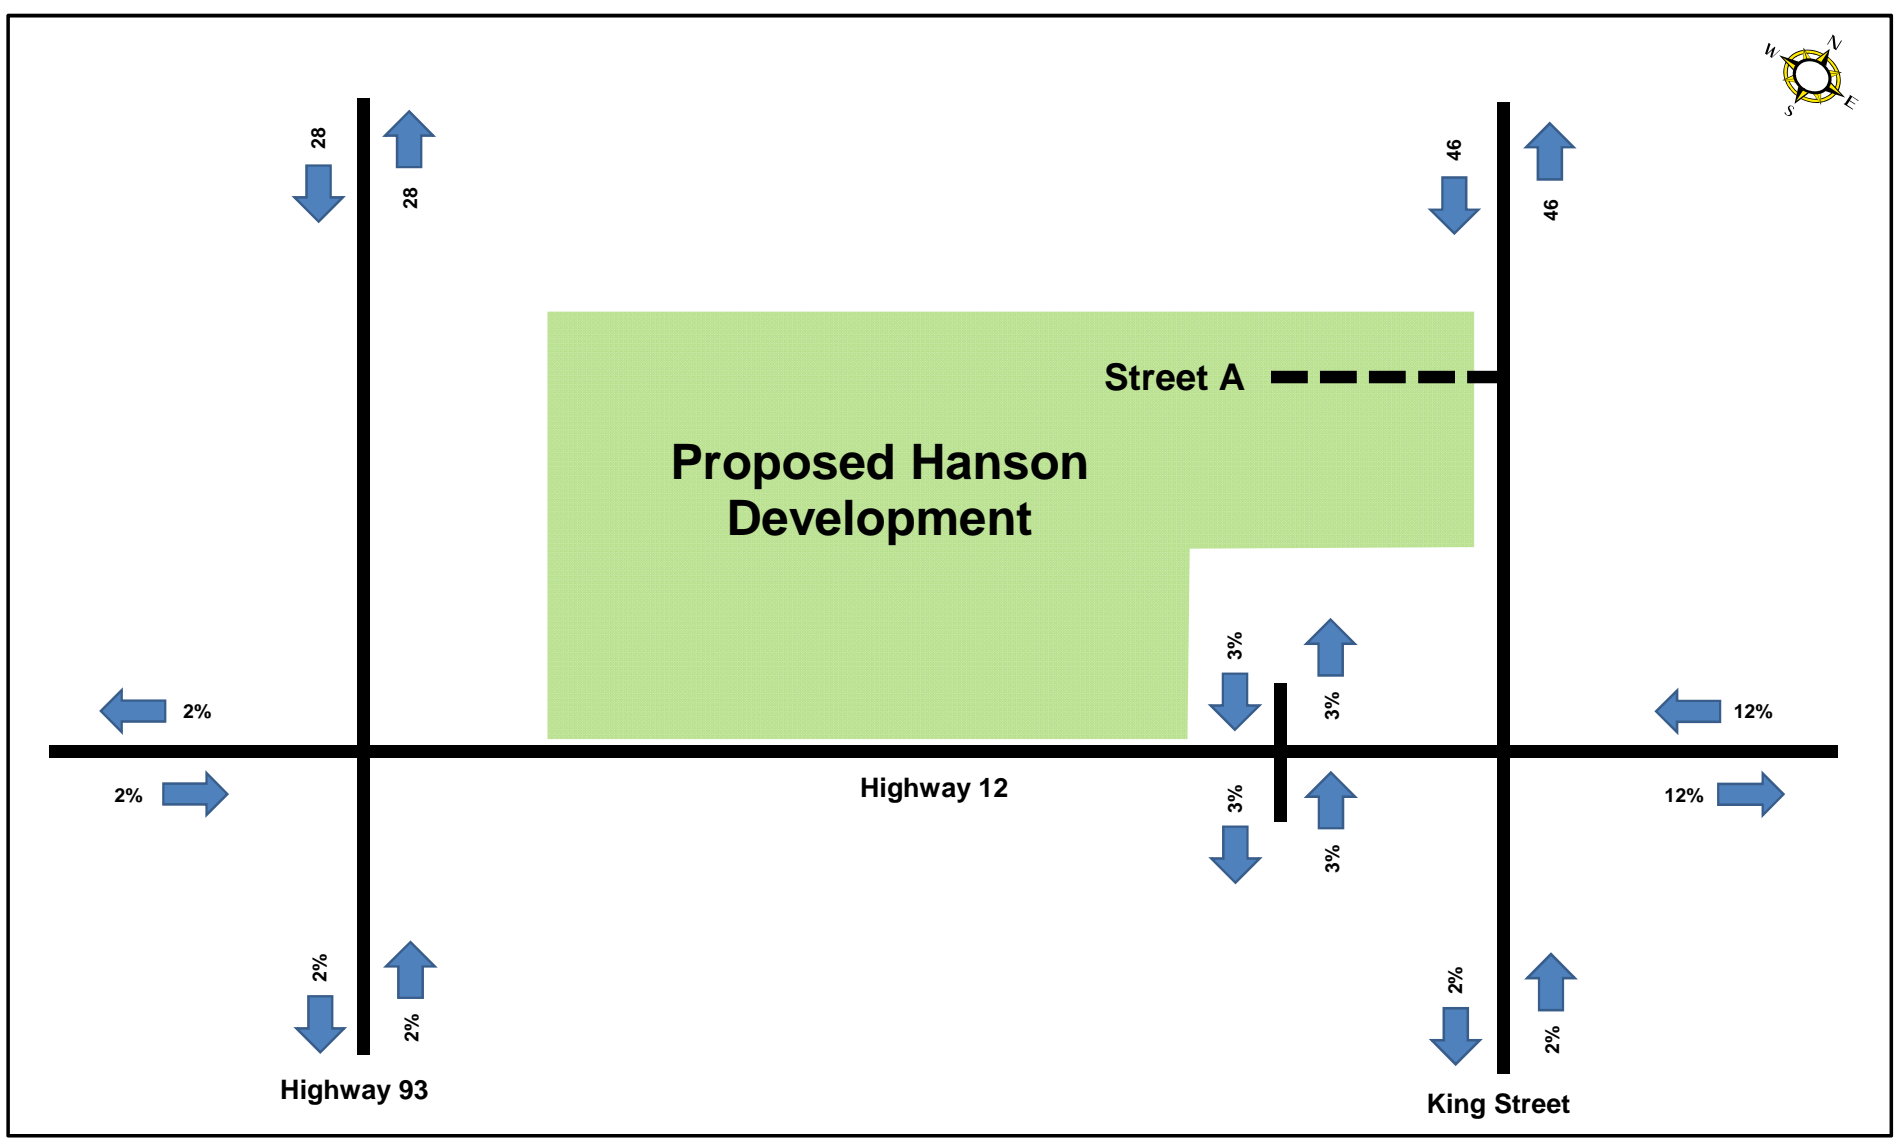 N
W
E
S
28
28
46
46
Street A
Proposed Hanson
Development
3%
3%
2%
12%
2%
Highway 12
3%
3%
12%
2%
2%
2%
2%
Highway 93
King Street